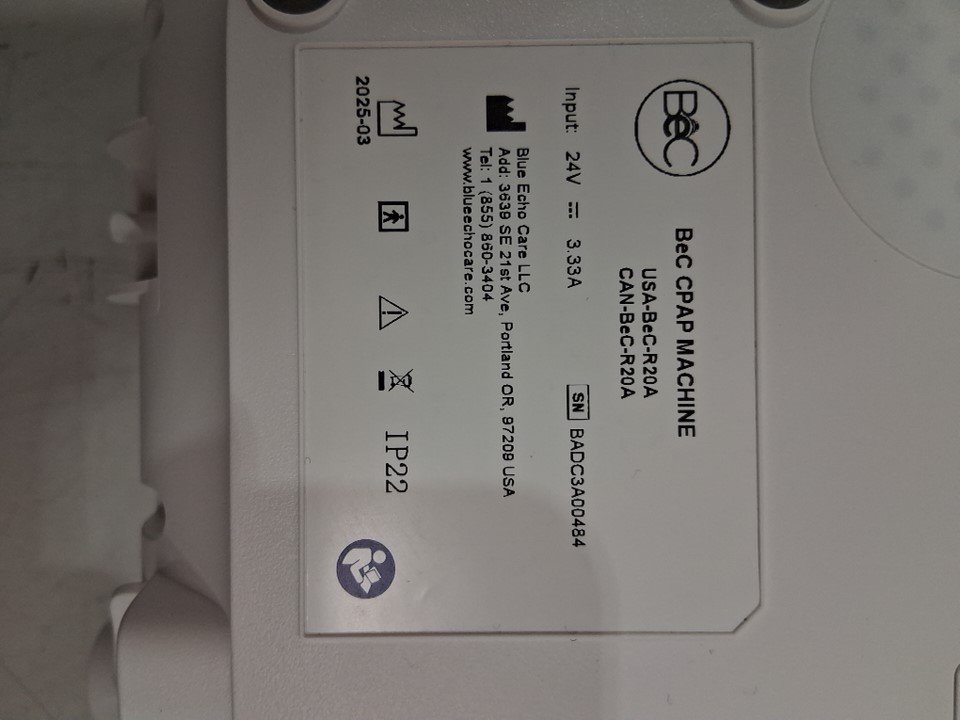 BeC
BeC CPAP MACHINE
USA-BeC-R20A
CAN-BeC-R20A
Input: 24V ⎓ 3.33A
SN BADC3A00484
Blue Echo Care LLC
Add: 3639 SE 21st Ave, Portland OR, 97209 USA
Tel: 1 (855) 860-3404
www.blueechocare.com
IP22
2025-03